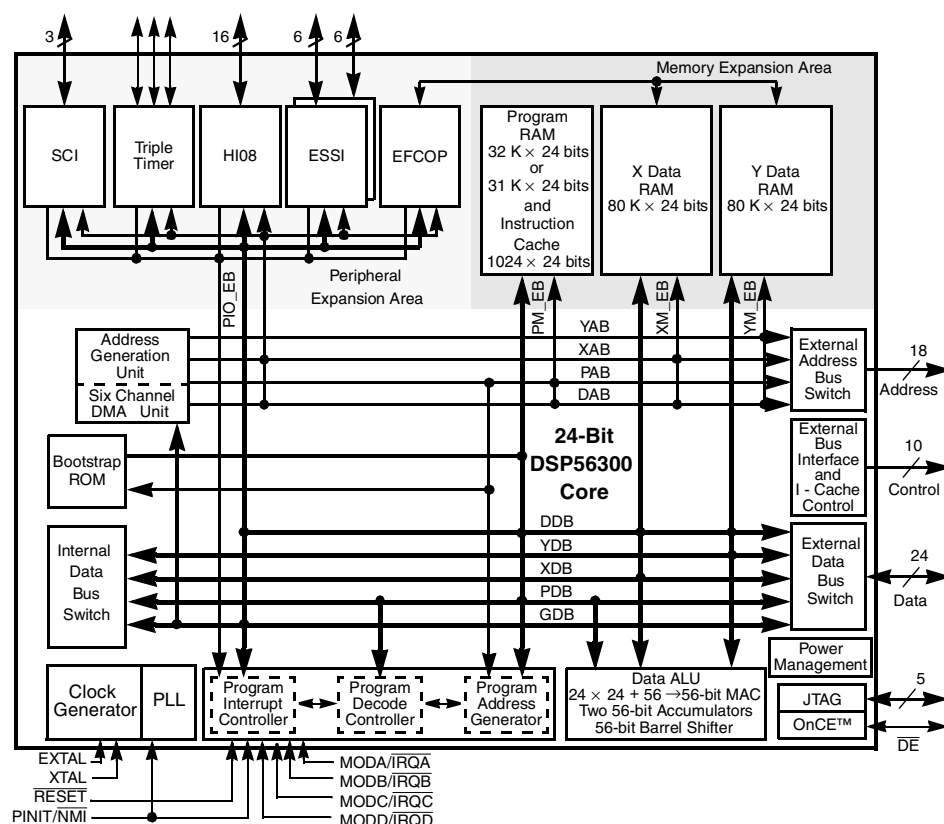 3
16
6
6
Memory Expansion Area
SCI
Triple
Timer
HI08
ESSI
EFCOP
Program
RAM
32 K × 24 bits
or
31 K × 24 bits
and
Instruction
Cache
1024 × 24 bits
X Data
RAM
80 K × 24 bits
Y Data
RAM
80 K × 24 bits
Peripheral
Expansion Area
PIO_EB
PM_EB
XM_EB
YM_EB
Address
Generation
Unit
Six Channel
DMA Unit
YAB
XAB
PAB
DAB
External
Address
Bus
Switch
18
Address
Bootstrap
ROM
24-Bit
DSP56300
Core
External
Bus
Interface
and
I - Cache
Control
10
Control
Internal
Data
Bus
Switch
DDB
YDB
XDB
PDB
GDB
External
Data
Bus
Switch
24
Data
Power
Management
Clock
Generator
PLL
Program
Interrupt
Controller
Program
Decode
Controller
Program
Address
Generator
Data ALU
24 × 24 + 56 →56-bit MAC
Two 56-bit Accumulators
56-bit Barrel Shifter
JTAG
OnCE™
5
DE
EXTAL
XTAL
RESET
PINIT/NMI
MODA/IRQA
MODB/IRQB
MODC/IRQC
MODD/IRQD